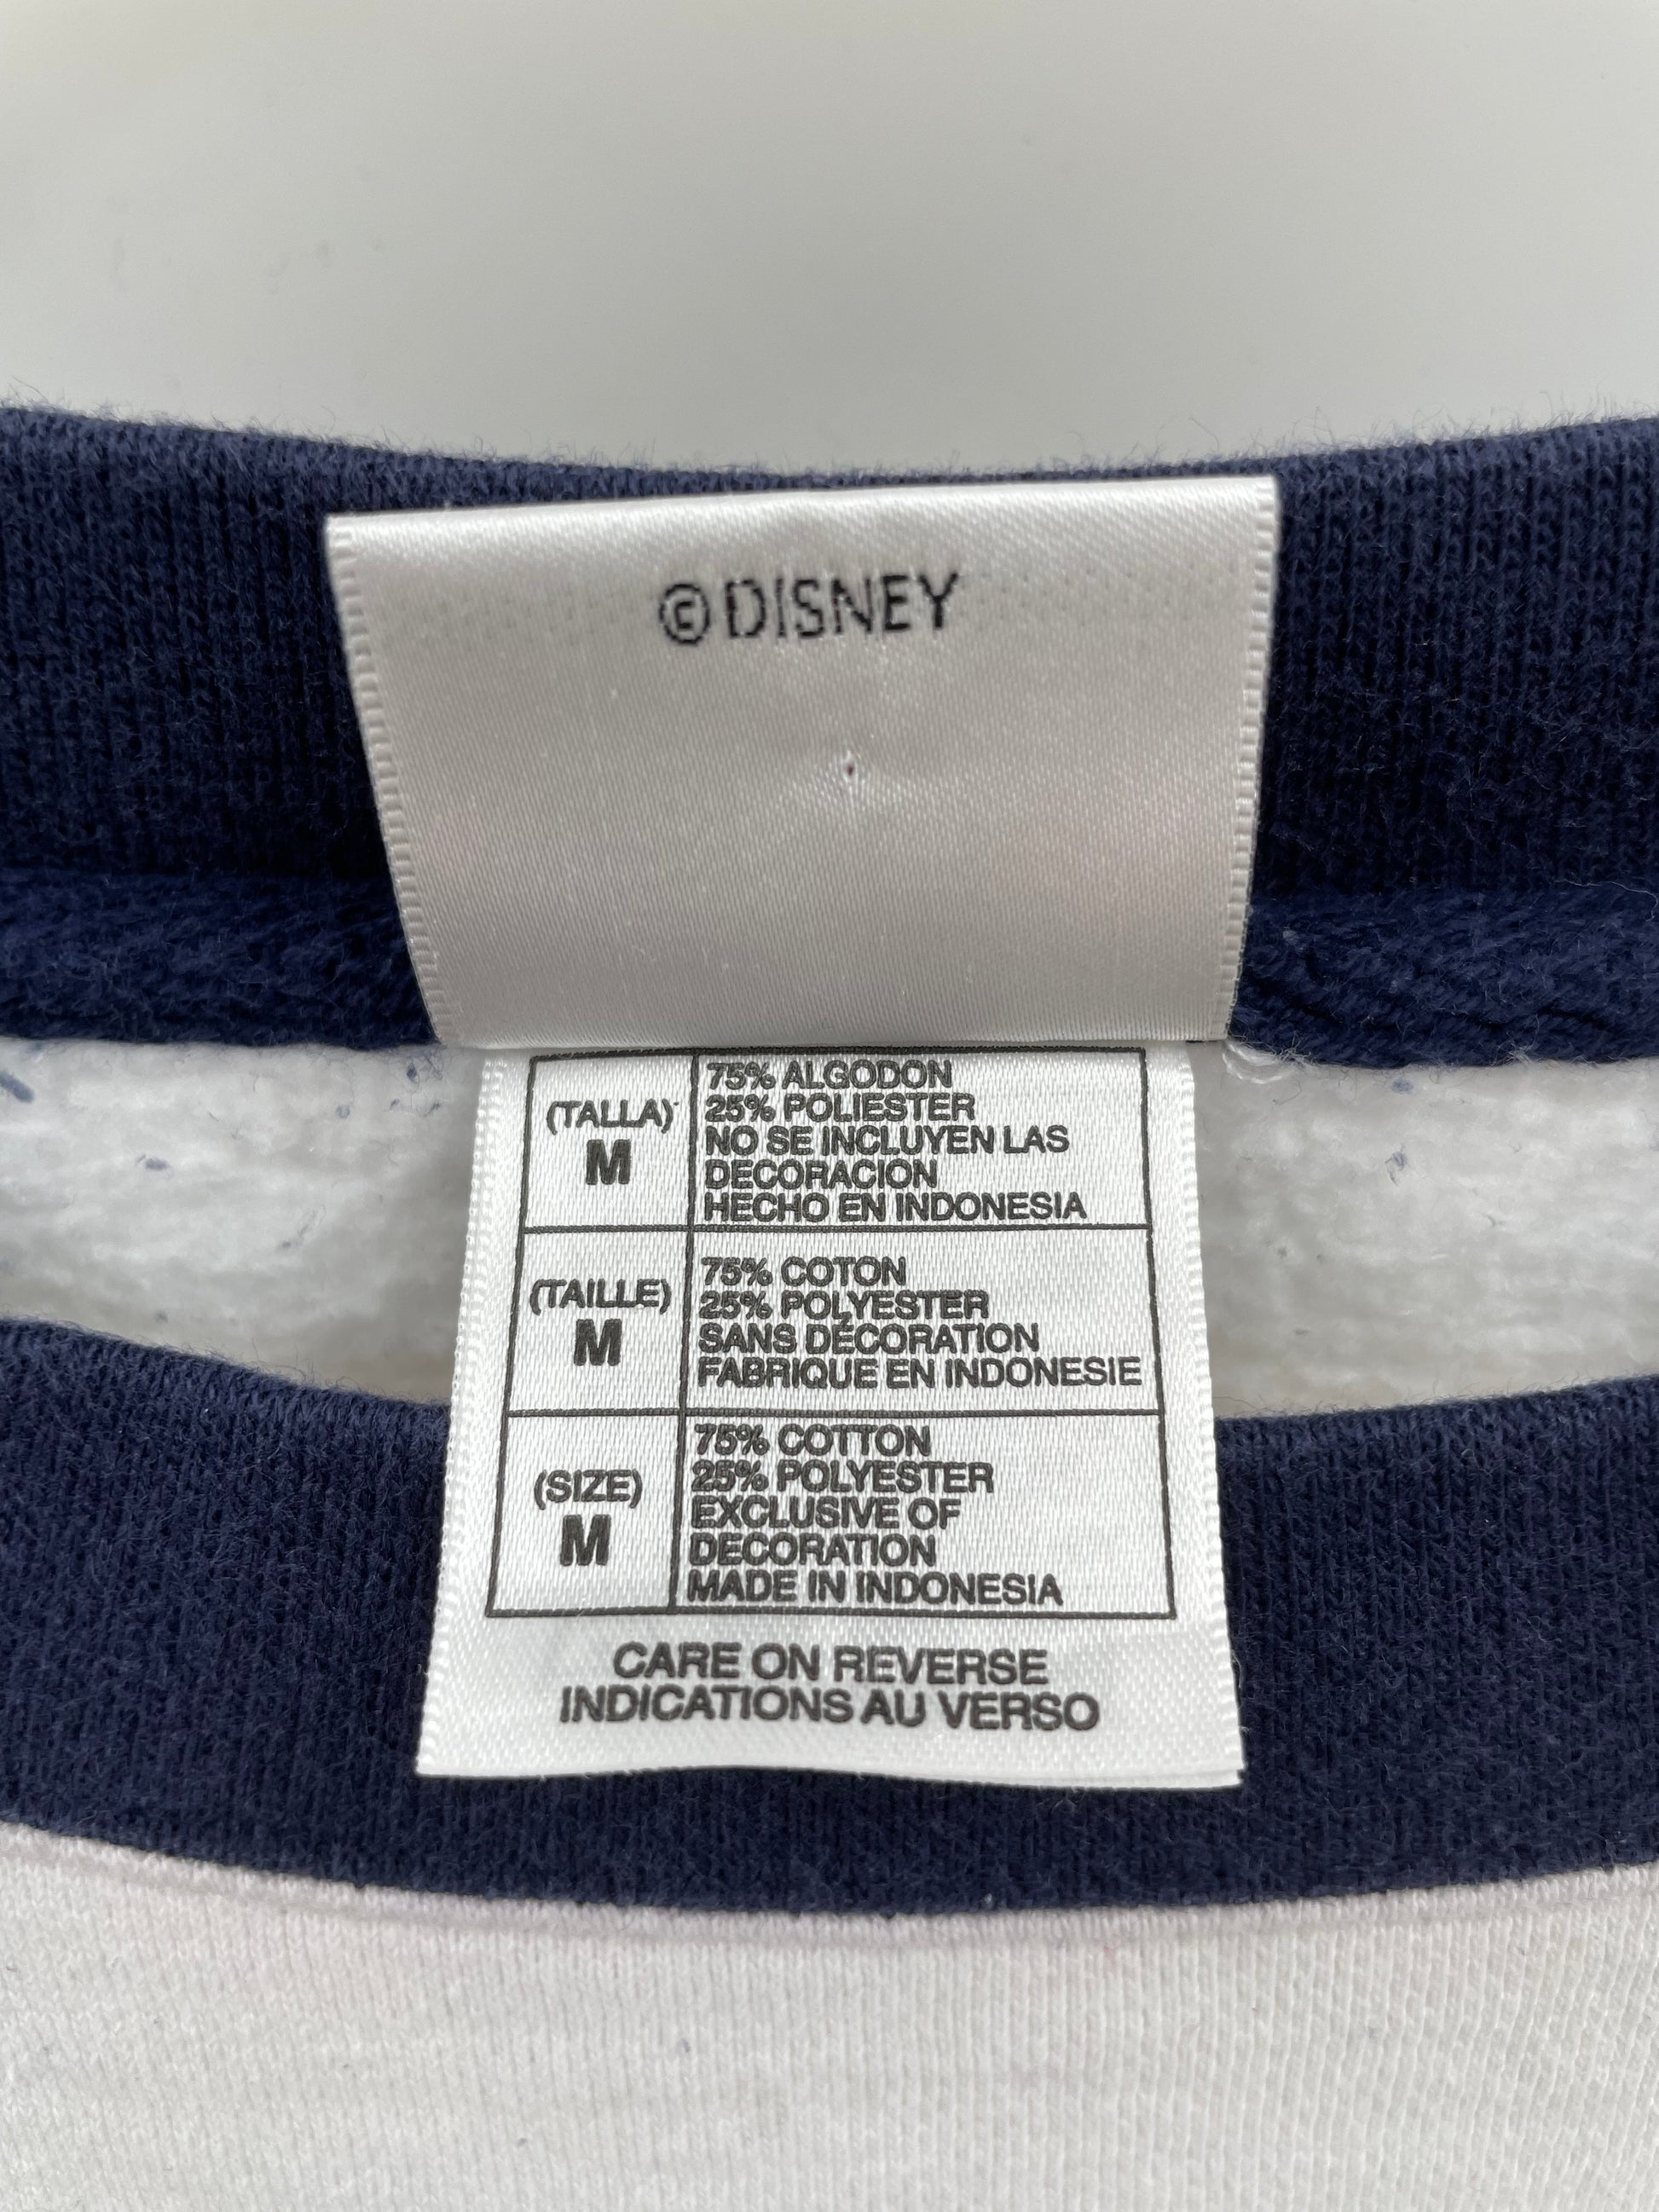 ©DISNEY
(TALLA)
M
75% ALGODON
25% POLIESTER
NO SE INCLUYEN LAS
DECORACION
HECHO EN INDONESIA
(TAILLE)
M
75% COTON
25% POLYESTER
SANS DÉCORATION
FABRIQUE EN INDONESIE
(SIZE)
M
75% COTTON
25% POLYESTER
EXCLUSIVE OF
DECORATION
MADE IN INDONESIA
CARE ON REVERSE
INDICATIONS AU VERSO